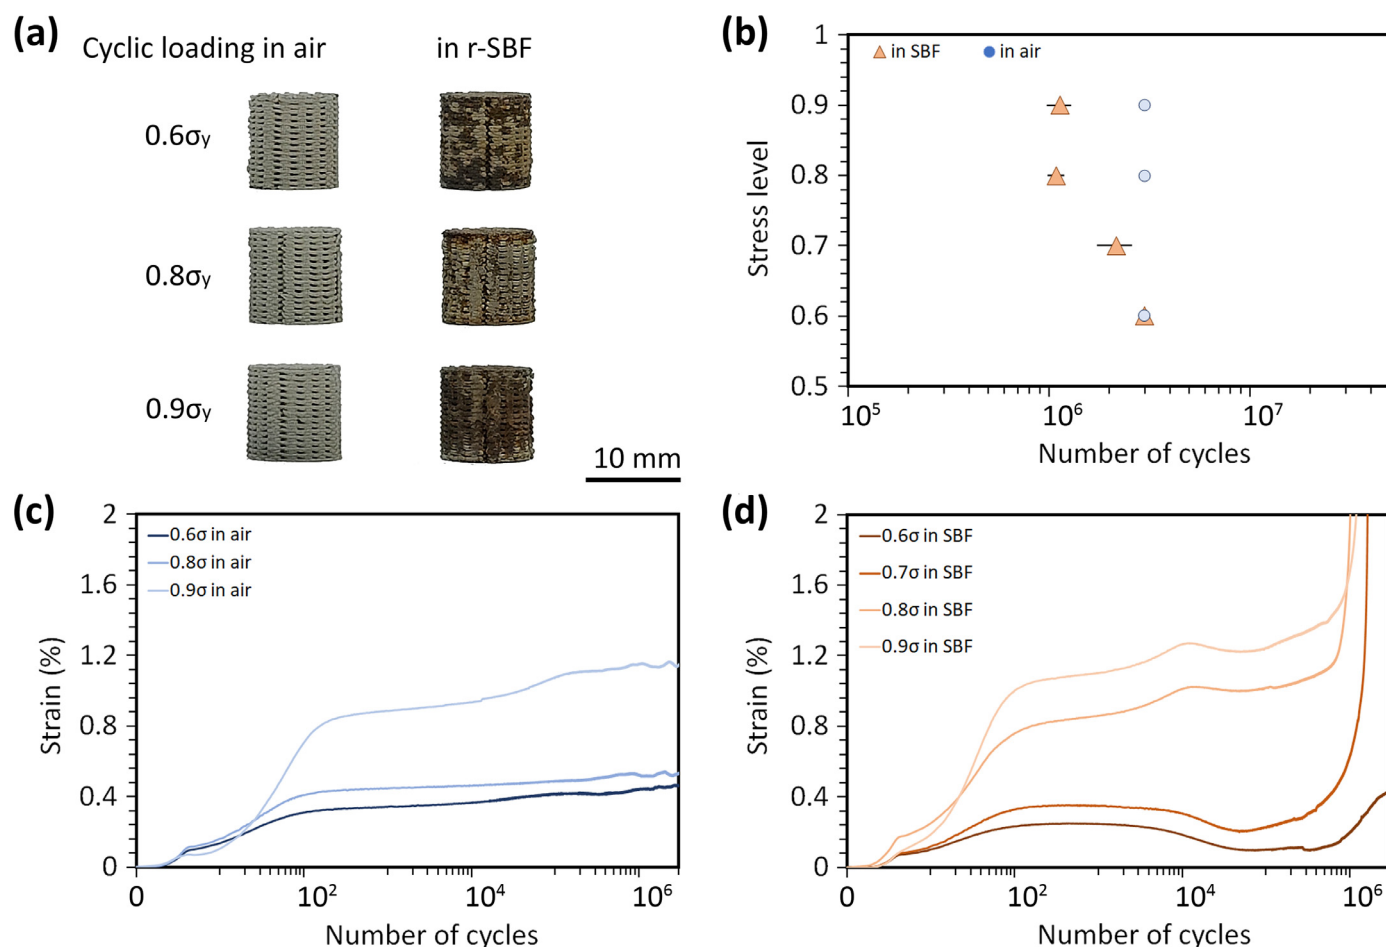 (a)
Cyclic loading in air
in r-SBF
0.6σy
0.8σy
0.9σy
10 mm
(b)
1
0.9
0.8
0.7
0.6
0.5
Stress level
in SBF
in air
10⁵
10⁶
10⁷
Number of cycles
(c)
2
1.6
1.2
0.8
0.4
0
Strain (%)
0.6σ in air
0.8σ in air
0.9σ in air
0
10²
10⁴
10⁶
Number of cycles
(d)
2
1.6
1.2
0.8
0.4
0
Strain (%)
0.6σ in SBF
0.7σ in SBF
0.8σ in SBF
0.9σ in SBF
0
10²
10⁴
10⁶
Number of cycles